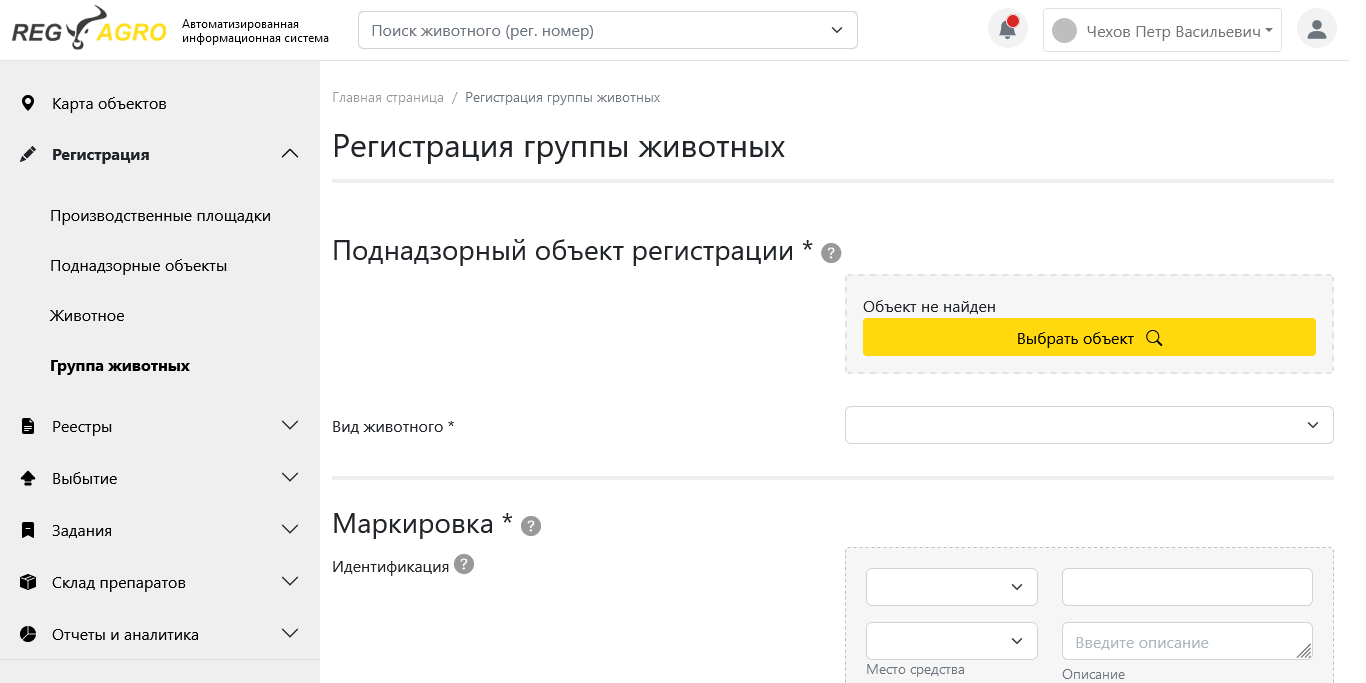 REG AGRO
Автоматизированная
информационная система
Поиск животного (рег. номер)
Чехов Петр Васильевич
Карта объектов
Регистрация
Производственные площадки
Поднадзорные объекты
Животное
Группа животных
Реестры
Выбытие
Задания
Склад препаратов
Отчеты и аналитика
Главная страница / Регистрация группы животных
Регистрация группы животных
Поднадзорный объект регистрации * ?
Объект не найден
Выбрать объект
Вид животного *
Маркировка * ?
Идентификация ?
Введите описание
Место средства
Описание